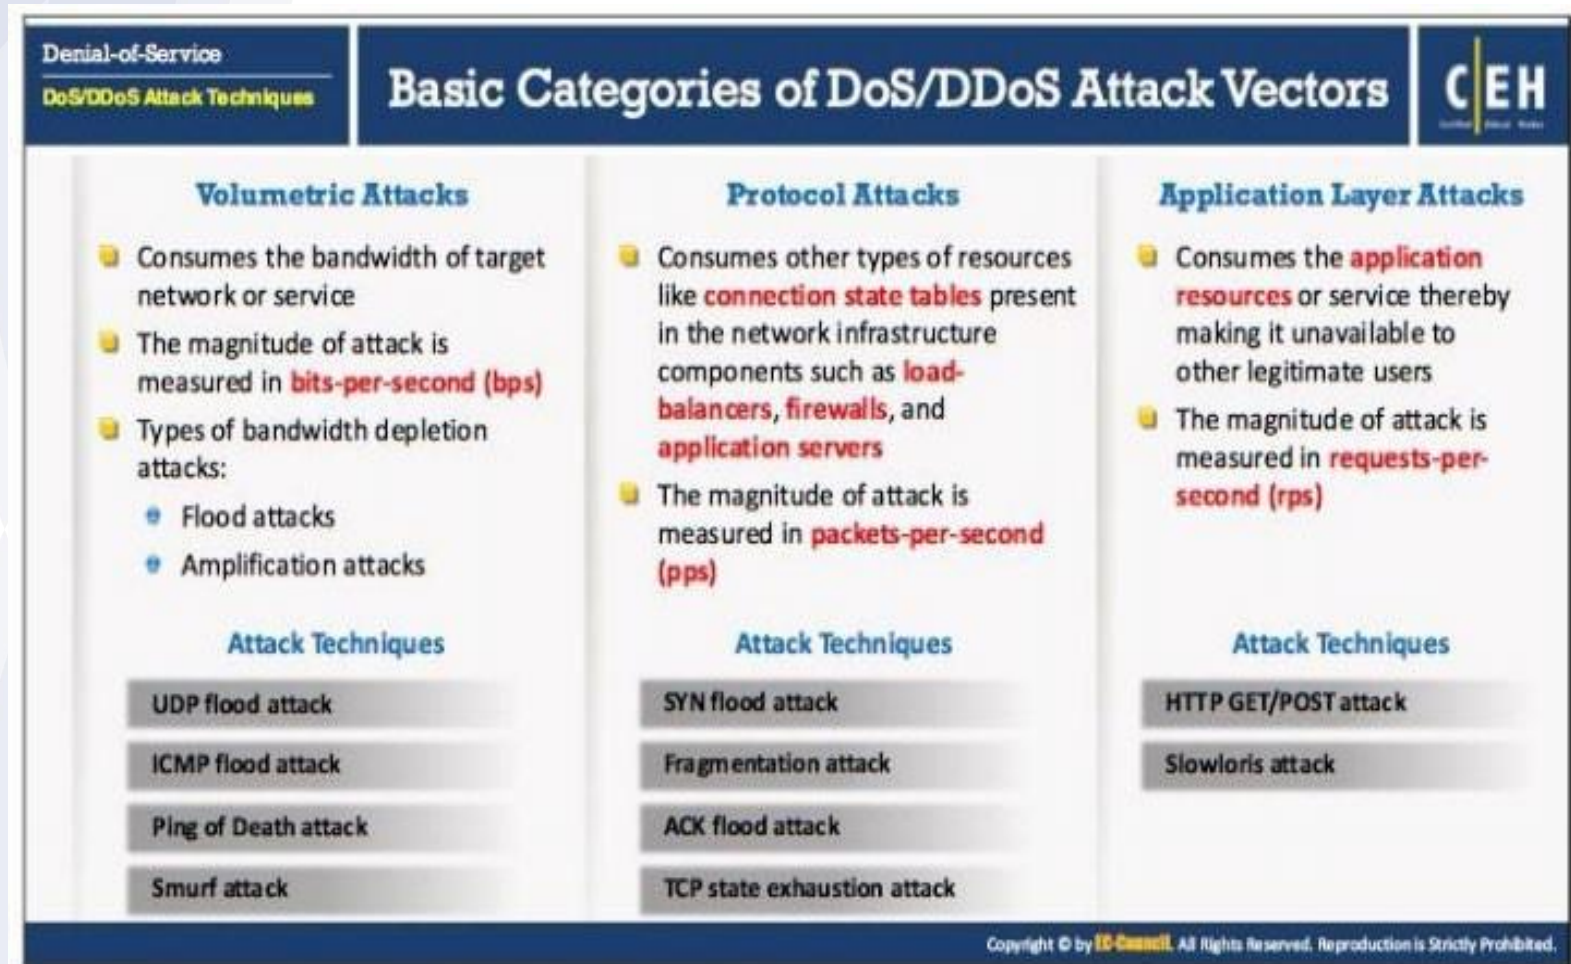 Denial-of-Service
DoS/DDoS Attack Techniques
Basic Categories of DoS/DDoS Attack Vectors
CEH
Volumetric Attacks
Consumes the bandwidth of target
network or service
The magnitude of attack is
measured in bits-per-second (bps)
Types of bandwidth depletion
attacks:
Flood attacks
Amplification attacks
Attack Techniques
UDP flood attack
ICMP flood attack
Ping of Death attack
Smurf attack
Protocol Attacks
Consumes other types of resources
like connection state tables present
in the network infrastructure
components such as load-
balancers, firewalls, and
application servers
The magnitude of attack is
measured in packets-per-second
(pps)
Attack Techniques
SYN flood attack
Fragmentation attack
ACK flood attack
TCP state exhaustion attack
Application Layer Attacks
Consumes the application
resources or service thereby
making it unavailable to
other legitimate users
The magnitude of attack is
measured in requests-per-
second (rps)
Attack Techniques
HTTP GET/POST attack
Slowloris attack
Copyright © by EC-Council. All Rights Reserved. Reproduction is Strictly Prohibited.